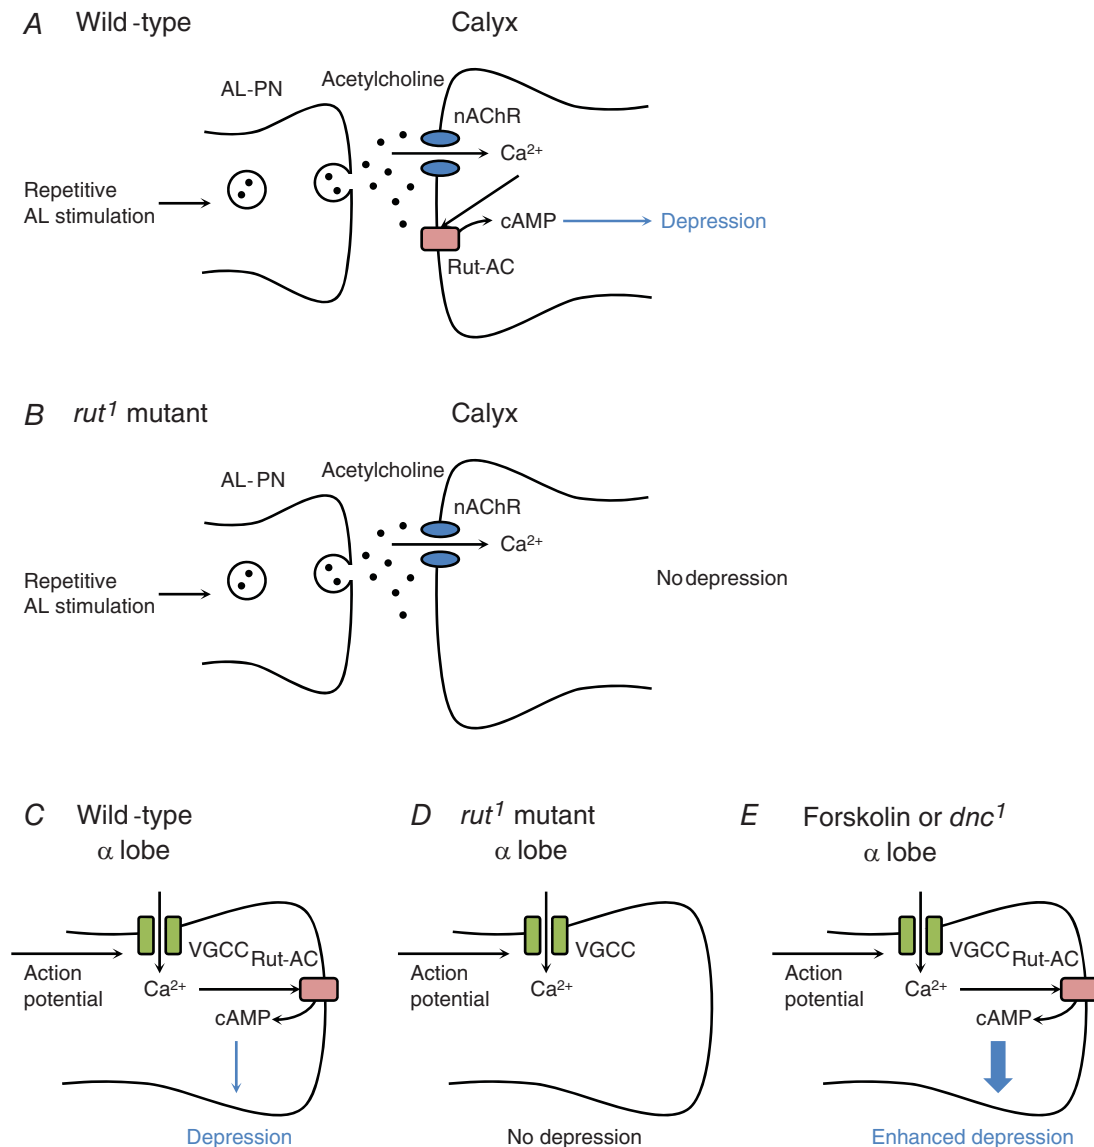 A Wild-type Calyx
AL-PN Acetylcholine
nAChR
Ca²⁺
Repetitive
AL stimulation
cAMP Depression
Rut-AC
B rut¹ mutant Calyx
AL-PN Acetylcholine
nAChR
Ca²⁺
Repetitive
AL stimulation
No depression
C Wild-type
α lobe
VGCC Rut-AC
Action
potential
Ca²⁺
cAMP
Depression
D rut¹ mutant
α lobe
VGCC
Action
potential
Ca²⁺
No depression
E Forskolin or dnc¹
α lobe
VGCC Rut-AC
Action
potential
Ca²⁺
cAMP
Enhanced depression